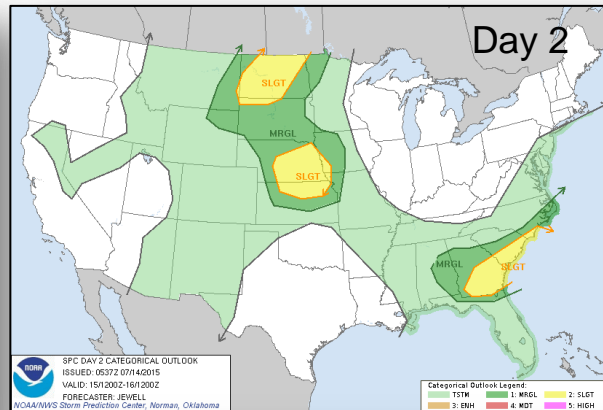 Day 2
SLGT
MRGL
SLGT
MRGL
SLGT
NOAA
SPC DAY 2 CATEGORICAL OUTLOOK
ISSUED: 0537Z 07/14/2015
VALID: 15/1200Z-16/1200Z
FORECASTER: JEWELL
NOAA/NWS Storm Prediction Center, Norman, Oklahoma
Categorical Outlook Legend:
TSTM 1: MRGL 2: SLGT
3: ENH 4: MDT 5: HIGH